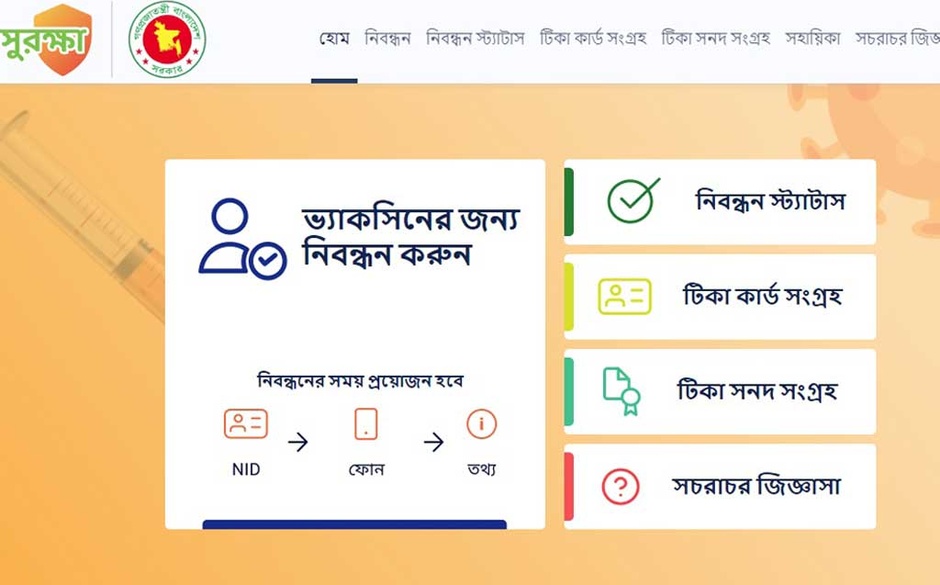 সুরক্ষা
গণপ্রজাতন্ত্রী বাংলাদেশ
সরকার
হোম নিবন্ধন নিবন্ধন স্ট্যাটাস টিকা কার্ড সংগ্রহ টিকা সনদ সংগ্রহ সহায়িকা সচরাচর
ভ্যাকসিনের জন্য
নিবন্ধন করুন
নিবন্ধনের সময় প্রয়োজন হবে
NID ফোন তথ্য
নিবন্ধন স্ট্যাটাস
টিকা কার্ড সংগ্রহ
টিকা সনদ সংগ্রহ
সচরাচর জিজ্ঞাসা